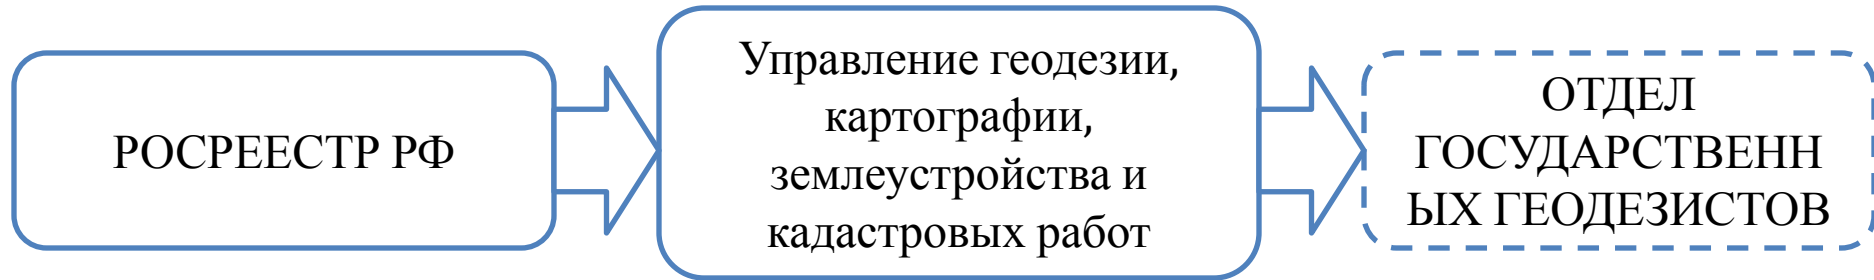 РОСРЕЕСТР РФ
Управление геодезии,
картографии,
землеустройства и
кадастровых работ
ОТДЕЛ
ГОСУДАРСТВЕНН
ЫХ ГЕОДЕЗИСТОВ